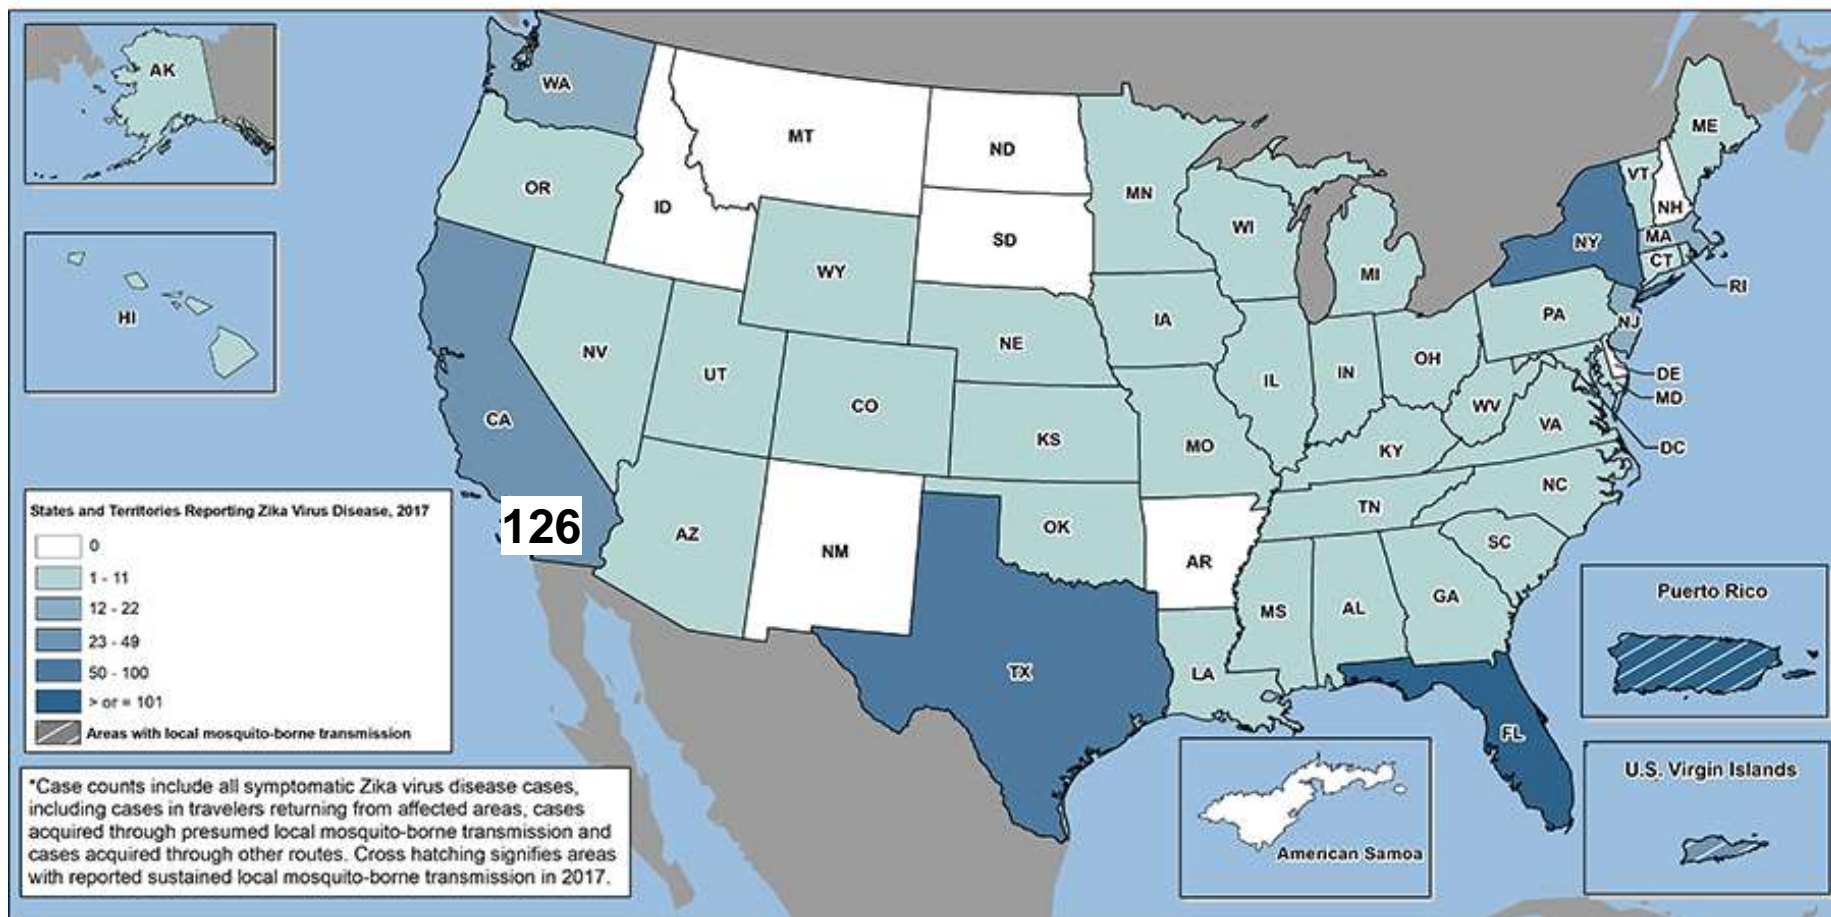 AK
HI
WA
OR
CA
NV
ID
MT
WY
UT
AZ
CO
NM
ND
SD
NE
KS
OK
TX
MN
IA
MO
AR
LA
WI
IL
MI
IN
OH
KY
TN
MS
AL
GA
FL
SC
NC
VA
WV
PA
NY
VT
NH
ME
MA
CT
RI
NJ
DE
MD
DC
126
States and Territories Reporting Zika Virus Disease, 2017
0
1 - 11
12 - 22
23 - 49
50 - 100
> or = 101
Areas with local mosquito-borne transmission
*Case counts include all symptomatic Zika virus disease cases,
including cases in travelers returning from affected areas, cases
acquired through presumed local mosquito-borne transmission and
cases acquired through other routes. Cross hatching signifies areas
with reported sustained local mosquito-borne transmission in 2017.
American Samoa
Puerto Rico
U.S. Virgin Islands